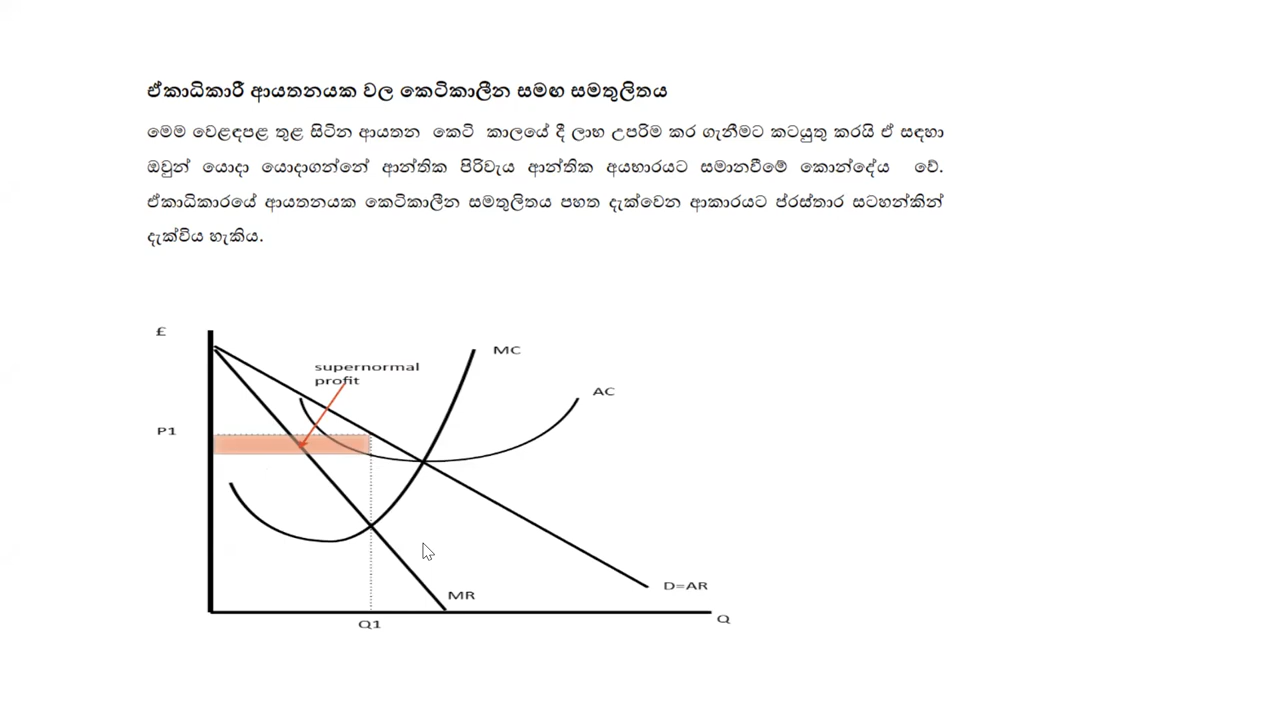 ඒකාධිකාරී ආයතනයක වල කෙටිකාලීන සමඟ සමතුලිතය
මෙම වෙළඳපළ තුළ සිටින ආයතන කෙටි කාලයේ දී ලාභ උපරිම කර ගැනීමට කටයුතු කරයි ඒ සඳහා
ඔවුන් යොදා යොදාගන්නේ ආන්තික පිරිවැය ආන්තික අයභාරයට සමානවීමේ කොන්දේය වේ.
ඒකාධිකාරයේ ආයතනයක කෙටිකාලීන සමතුලිතය පහත දැක්වෙන ආකාරයට ප්රස්තාර සටහන්කින්
දැක්විය හැකිය.
£
MC
supernormal
profit
AC
P1
D=AR
MR
Q
Q1